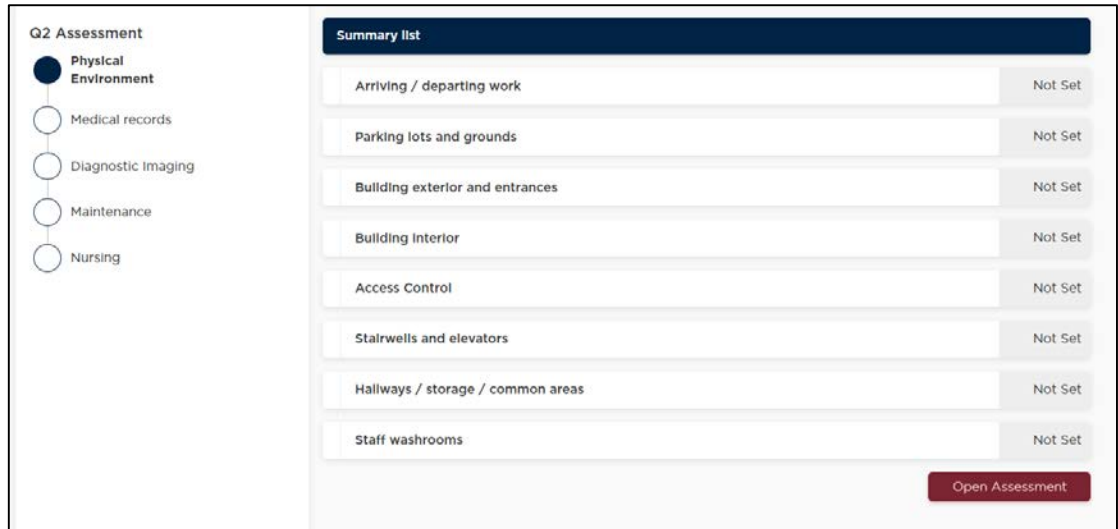 Q2 Assessment
Physical
Environment
Medical records
Diagnostic Imaging
Maintenance
Nursing
Summary list
Arriving / departing work Not Set
Parking lots and grounds Not Set
Building exterior and entrances Not Set
Building interior Not Set
Access Control Not Set
Stairwells and elevators Not Set
Hallways / storage / common areas Not Set
Staff washrooms Not Set
Open Assessment